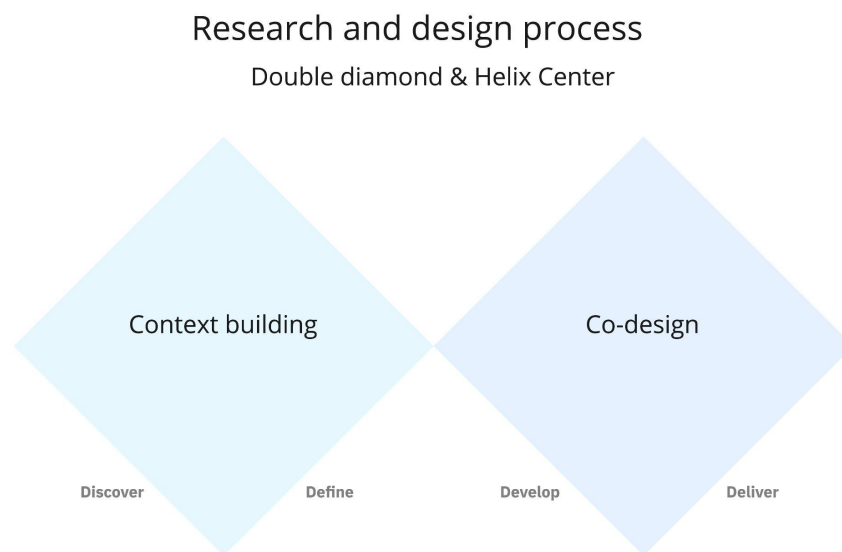 Research and design process
Double diamond & Helix Center
Context building
Co-design
Discover
Define
Develop
Deliver